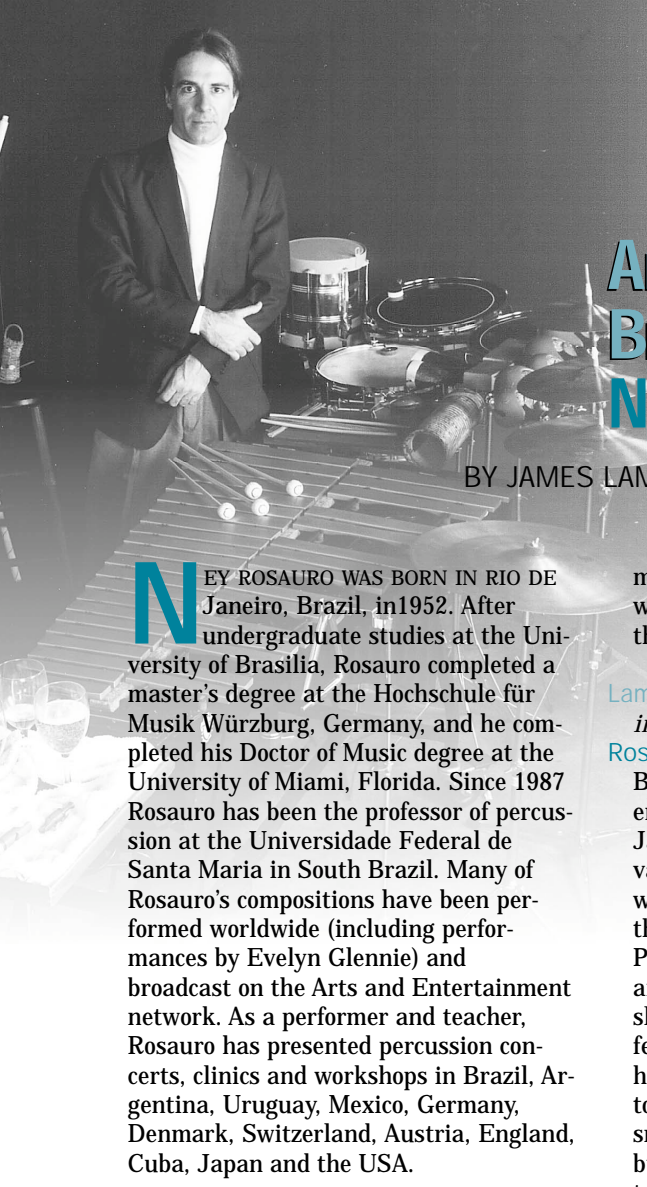 BY JAMES LAM
NEY ROSAURO WAS BORN IN RIO DE
Janeiro, Brazil, in1952. After
undergraduate studies at the Uni-
versity of Brasilia, Rosauro completed a
master's degree at the Hochschule für
Musik Würzburg, Germany, and he com-
pleted his Doctor of Music degree at the
University of Miami, Florida. Since 1987
Rosauro has been the professor of percus-
sion at the Universidade Federal de
Santa Maria in South Brazil. Many of
Rosauro's compositions have been per-
formed worldwide (including perfor-
mances by Evelyn Glennie) and
broadcast on the Arts and Entertainment
network. As a performer and teacher,
Rosauro has presented percussion con-
certs, clinics and workshops in Brazil, Ar-
gentina, Uruguay, Mexico, Germany,
Denmark, Switzerland, Austria, England,
Cuba, Japan and the USA.